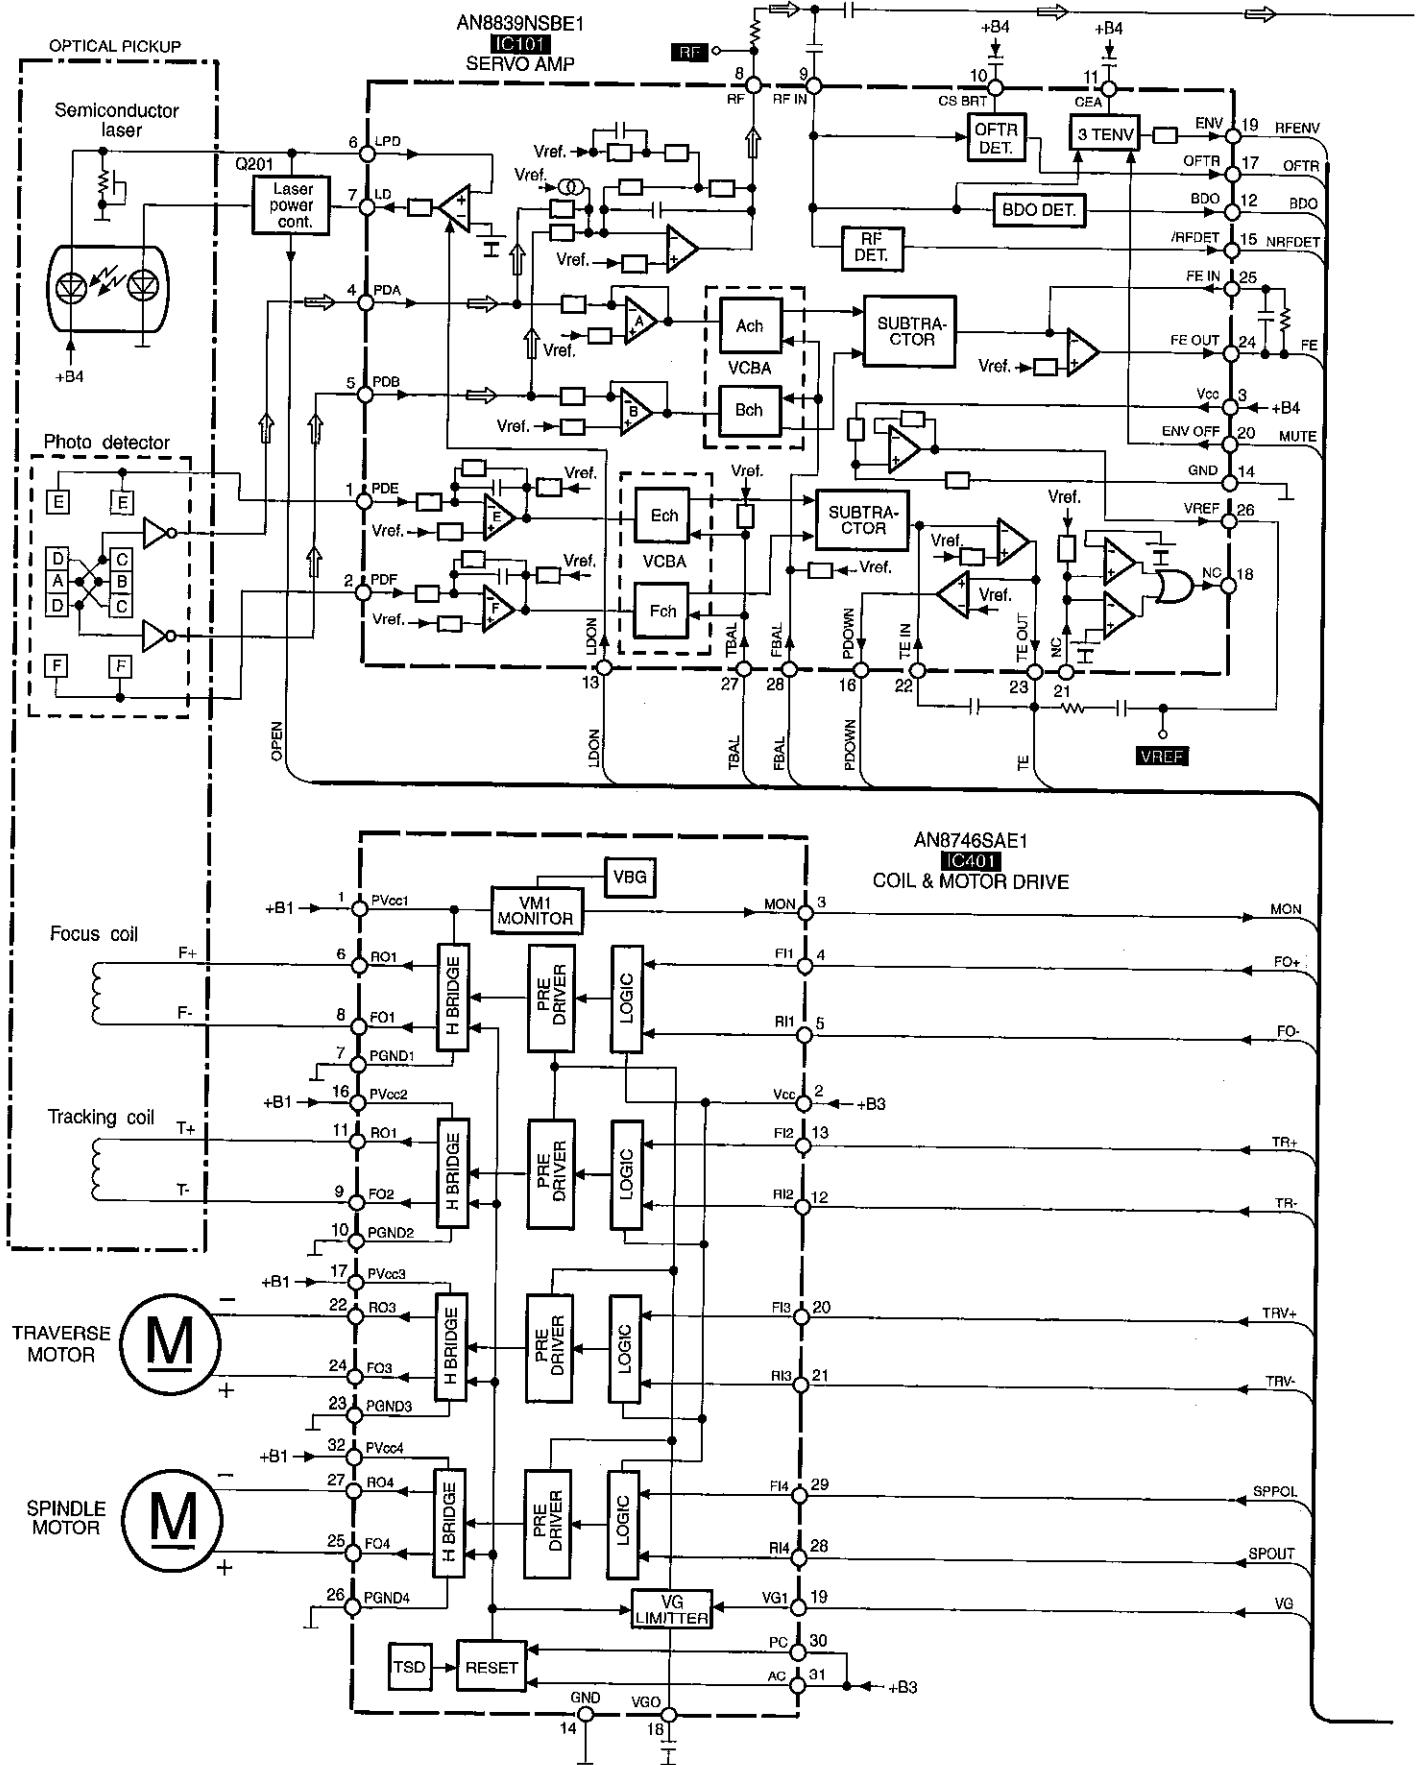 AN8839NSBE1
IC101
SERVO AMP
OPTICAL PICKUP
Semiconductor
laser
Q201
Laser
power
cont.
+B4
Photo detector
E
E
D
C
A
B
D
C
F
F
RF
8
RF
9
RF IN
+B4
10
CS BRT
+B4
11
CEA
6
LPD
7
LD
Vref.
Vref.
Vref.
OFTR
DET.
3 TENV
BDO DET.
RF
DET.
ENV
19
RFENV
OFTR
17
OFTR
BDO
12
BDO
/RFDET
15
NRFDET
FE IN
25
4
PDA
Vref.
A
Ach
VCBA
SUBTRA-
CTOR
Vref.
FE OUT
24
FE
5
PDB
Vref.
B
Bch
Vcc
3
+B4
ENV OFF
20
MUTE
GND
14
1
PDE
Vref.
E
Vref.
Ech
VCBA
Vref.
SUBTRA-
CTOR
Vref.
Vref.
VREF
26
2
PDF
Vref.
F
Vref.
Fch
Vref.
Vref.
NC
18
LDON
13
TBAL
27
FBAL
28
PDOWN
16
TE IN
22
TE OUT
23
NC
21
OPEN
LDON
TBAL
FBAL
PDOWN
TE
VREF
AN8746SAE1
IC401
COIL & MOTOR DRIVE
VBG
+B1
1
PVcc1
VM1
MONITOR
MON
3
MON
Focus coil
F+
6
RO1
H BRIDGE
PRE
DRIVER
LOGIC
FI1
4
FO+
F-
8
FO1
RI1
5
FO-
7
PGND1
+B1
16
PVcc2
Vcc
2
+B3
Tracking coil
T+
11
RO1
H BRIDGE
PRE
DRIVER
LOGIC
FI2
13
TR+
T-
9
FO2
RI2
12
TR-
10
PGND2
+B1
17
PVcc3
TRAVERSE
MOTOR
M
−
+
22
RO3
H BRIDGE
PRE
DRIVER
LOGIC
FI3
20
TRV+
24
FO3
RI3
21
TRV-
23
PGND3
+B1
32
PVcc4
SPINDLE
MOTOR
M
−
+
27
RO4
H BRIDGE
PRE
DRIVER
LOGIC
FI4
29
SPPOL
25
FO4
RI4
28
SPOUT
26
PGND4
VG
LIMITTER
VG1
19
VG
TSD
RESET
PC
30
AC
31
+B3
GND
14
VGO
18